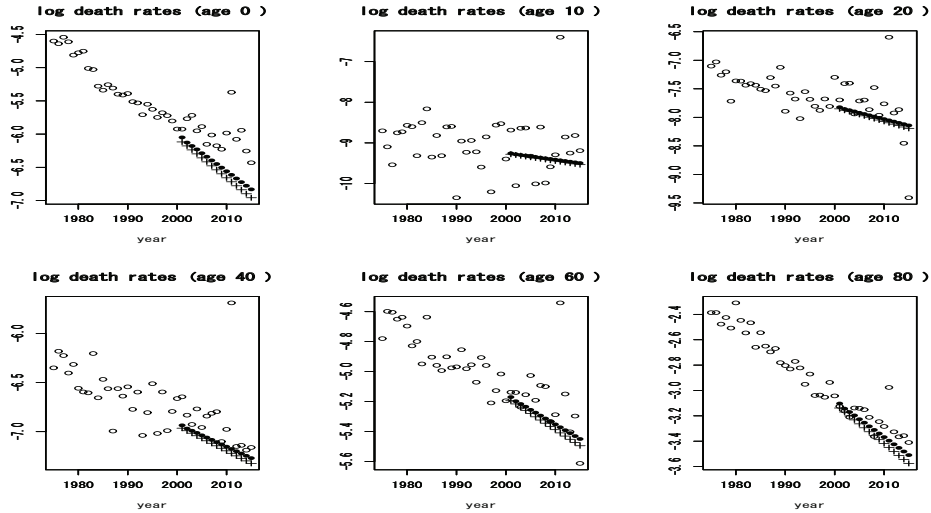 log death rates (age 0 )
-4.5
-5.0
-5.5
-6.0
-6.5
-7.0
1980 1990 2000 2010
year
log death rates (age 10 )
-7
-8
-9
-10
1980 1990 2000 2010
year
log death rates (age 20 )
-6.5
-7.0
-7.5
-8.0
-8.5
-9.0
-9.5
1980 1990 2000 2010
year
log death rates (age 40 )
-6.0
-6.5
-7.0
1980 1990 2000 2010
year
log death rates (age 60 )
-4.6
-4.8
-5.0
-5.2
-5.4
-5.6
1980 1990 2000 2010
year
log death rates (age 80 )
-2.4
-2.6
-2.8
-3.0
-3.2
-3.4
-3.6
1980 1990 2000 2010
year